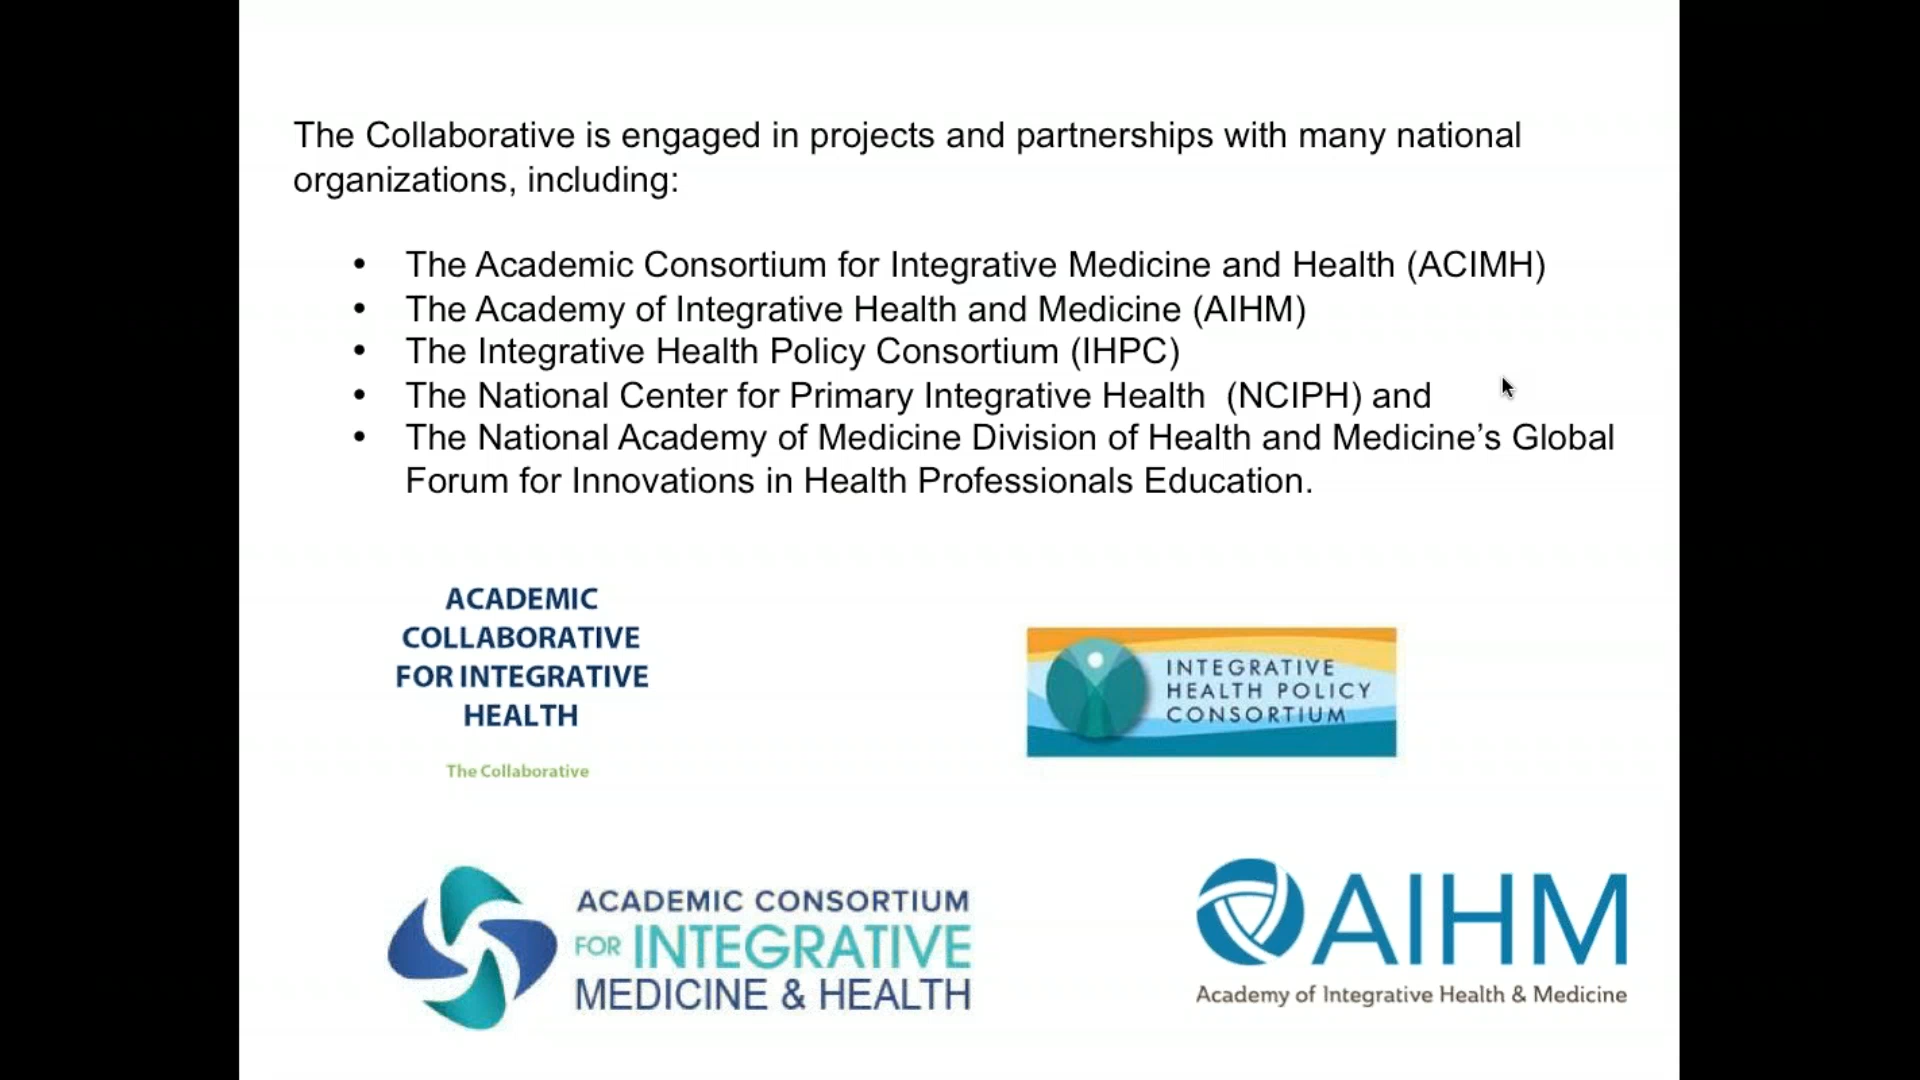 The Collaborative is engaged in projects and partnerships with many national
organizations, including:
• The Academic Consortium for Integrative Medicine and Health (ACIMH)
• The Academy of Integrative Health and Medicine (AIHM)
• The Integrative Health Policy Consortium (IHPC)
• The National Center for Primary Integrative Health  (NCIPH) and
• The National Academy of Medicine Division of Health and Medicine’s Global
Forum for Innovations in Health Professionals Education.
ACADEMIC
COLLABORATIVE
FOR INTEGRATIVE
HEALTH
The Collaborative
INTEGRATIVE
HEALTH POLICY
CONSORTIUM
ACADEMIC CONSORTIUM
FOR INTEGRATIVE
MEDICINE & HEALTH
AIHM
Academy of Integrative Health & Medicine